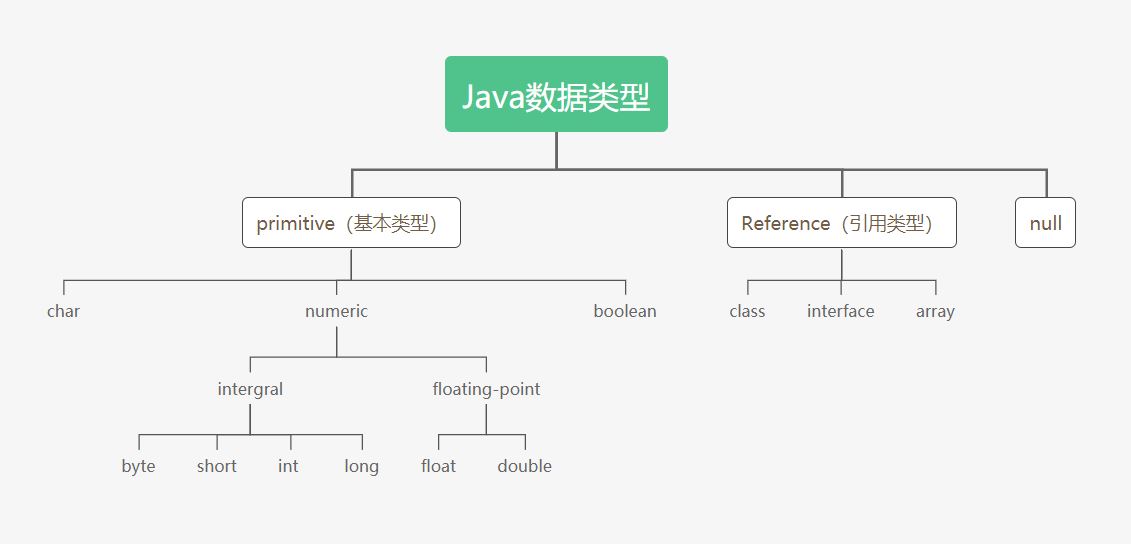 Java数据类型
primitive（基本类型）
Reference（引用类型）
null
char
numeric
boolean
class
interface
array
intergral
floating-point
byte
short
int
long
float
double